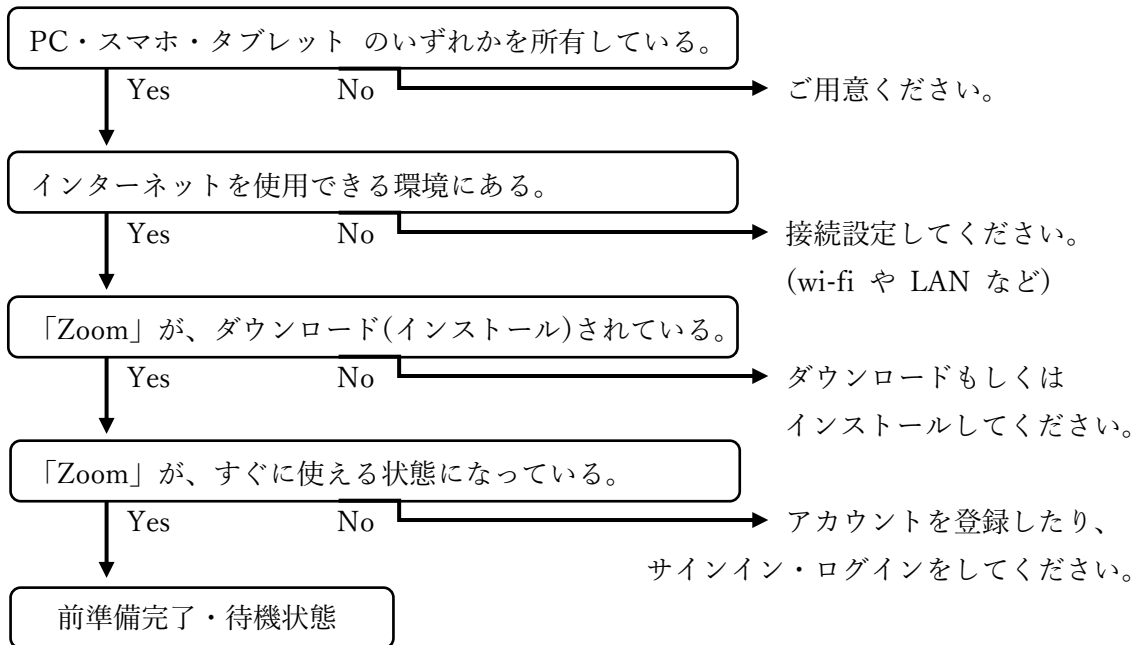 PC・スマホ・タブレット のいずれかを所有している。
Yes No ご用意ください。
インターネットを使用できる環境にある。
Yes No 接続設定してください。
(wi-fi や LAN など)
「Zoom」が、ダウンロード(インストール)されている。
Yes No ダウンロードもしくは
インストールしてください。
「Zoom」が、すぐに使える状態になっている。
Yes No アカウントを登録したり、
サインイン・ログインをしてください。
前準備完了・待機状態